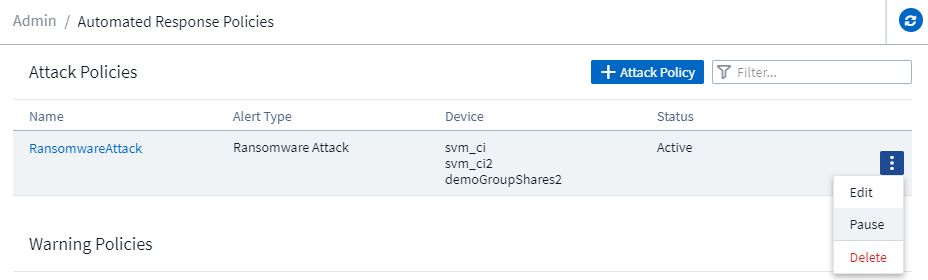 Admin / Automated Response Policies
Attack Policies
+ Attack Policy
Filter...
Name Alert Type Device Status
RansomwareAttack Ransomware Attack svm_ci Active
svm_ci2
demoGroupShares2
Edit
Pause
Delete
Warning Policies